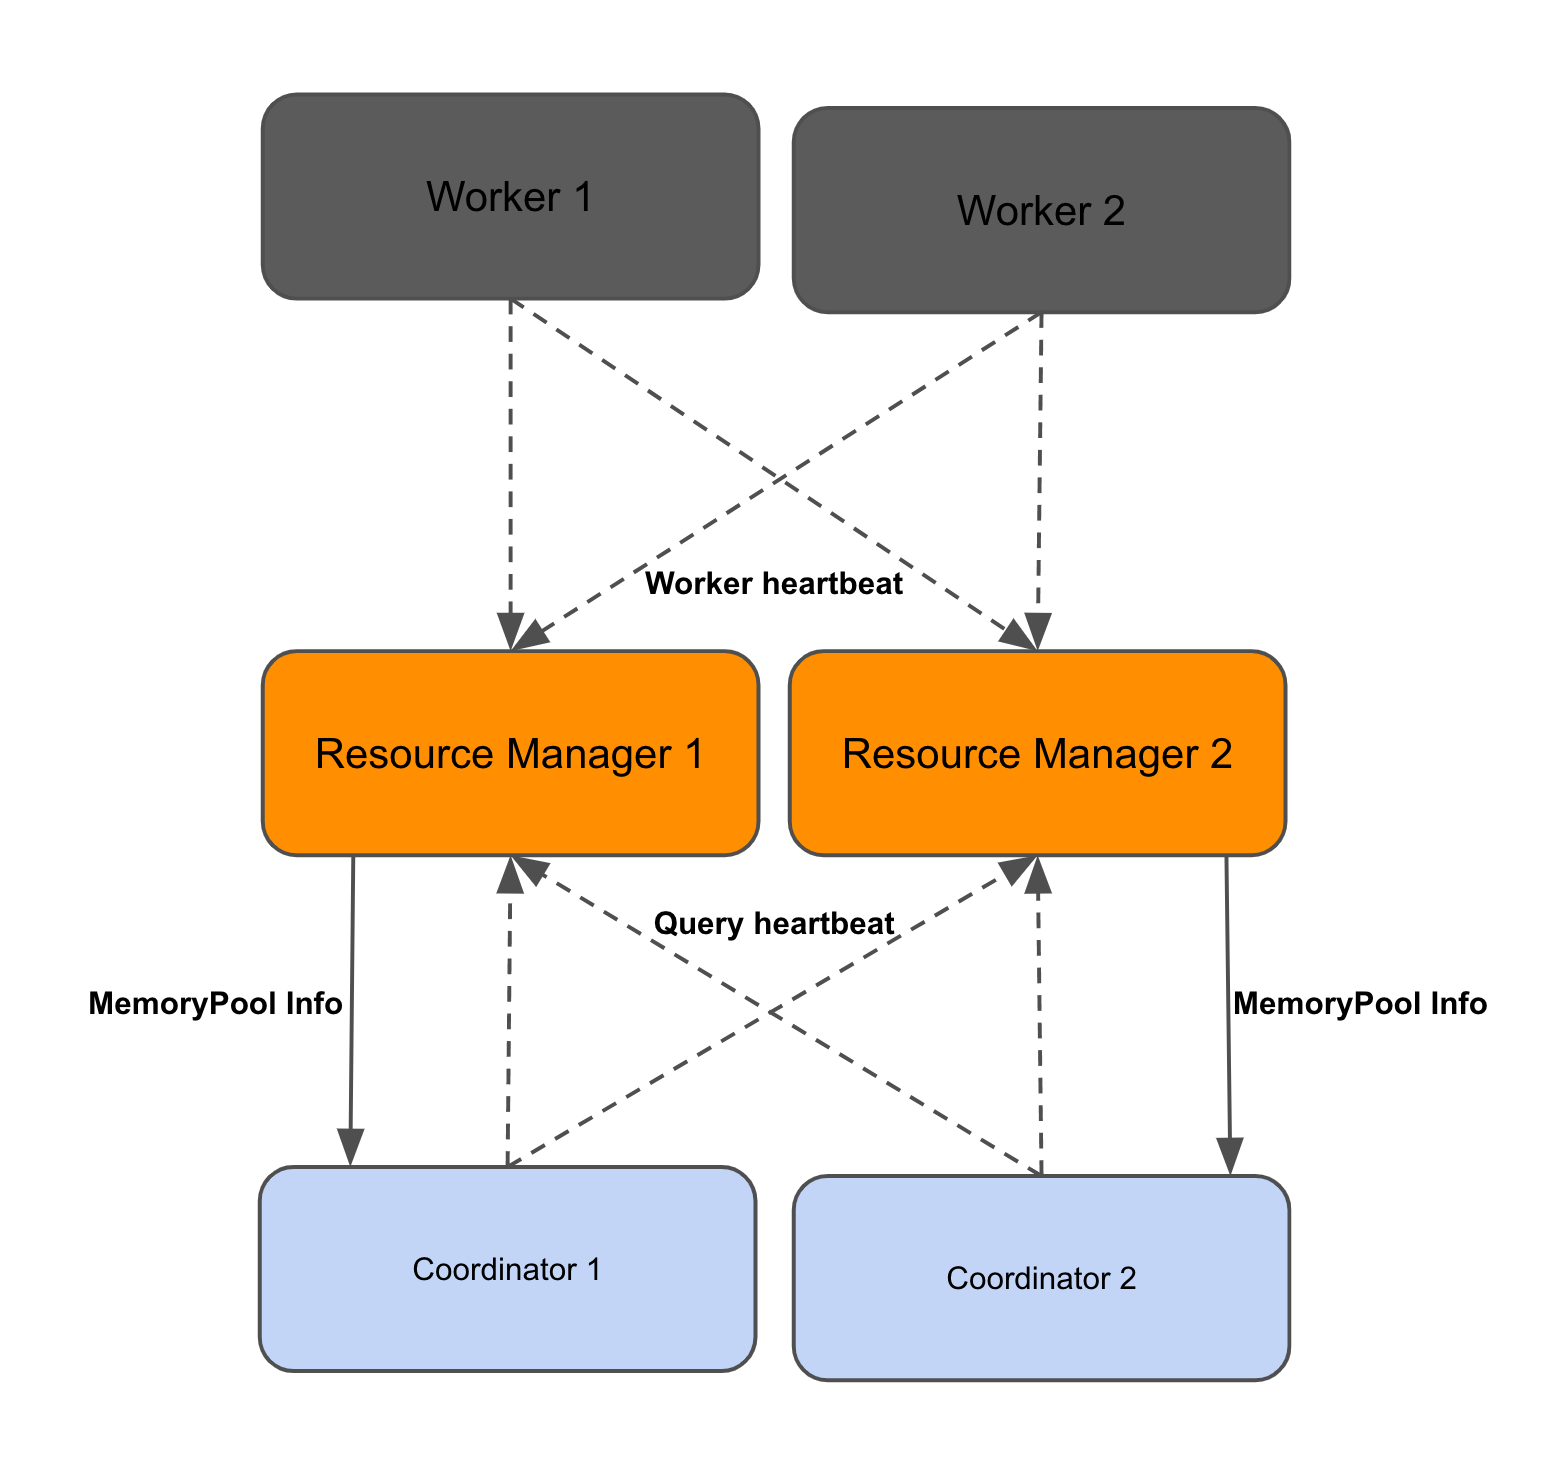 Worker 1
Worker 2
Worker heartbeat
Resource Manager 1
Resource Manager 2
Query heartbeat
MemoryPool Info
MemoryPool Info
Coordinator 1
Coordinator 2